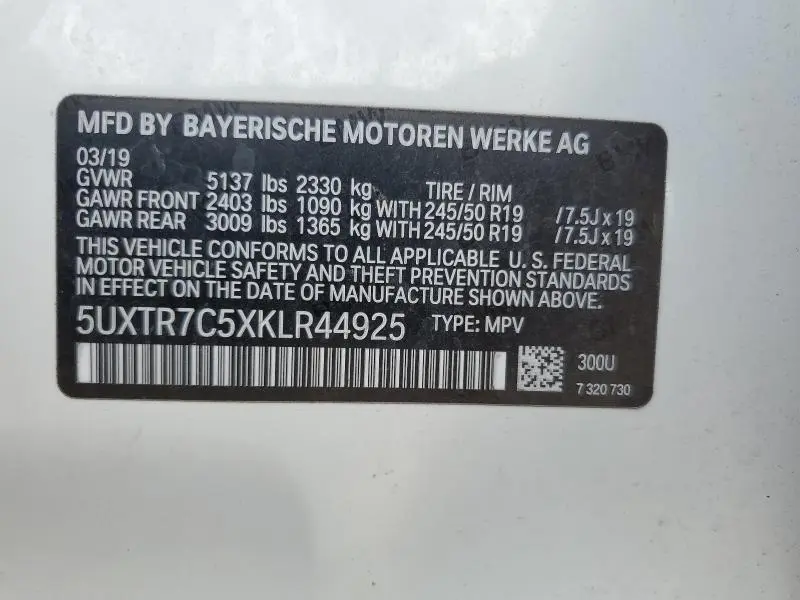 MFD BY BAYERISCHE MOTOREN WERKE AG
03/19
GVWR 5137 lbs 2330 kg TIRE / RIM
GAWR FRONT 2403 lbs 1090 kg WITH 245/50 R19 /7.5J x 19
GAWR REAR 3009 lbs 1365 kg WITH 245/50 R19 /7.5J x 19
THIS VEHICLE CONFORMS TO ALL APPLICABLE U. S. FEDERAL
MOTOR VEHICLE SAFETY AND THEFT PREVENTION STANDARDS
IN EFFECT ON THE DATE OF MANUFACTURE SHOWN ABOVE.
5UXTR7C5XKLR44925 TYPE: MPV
300U
7 320 730